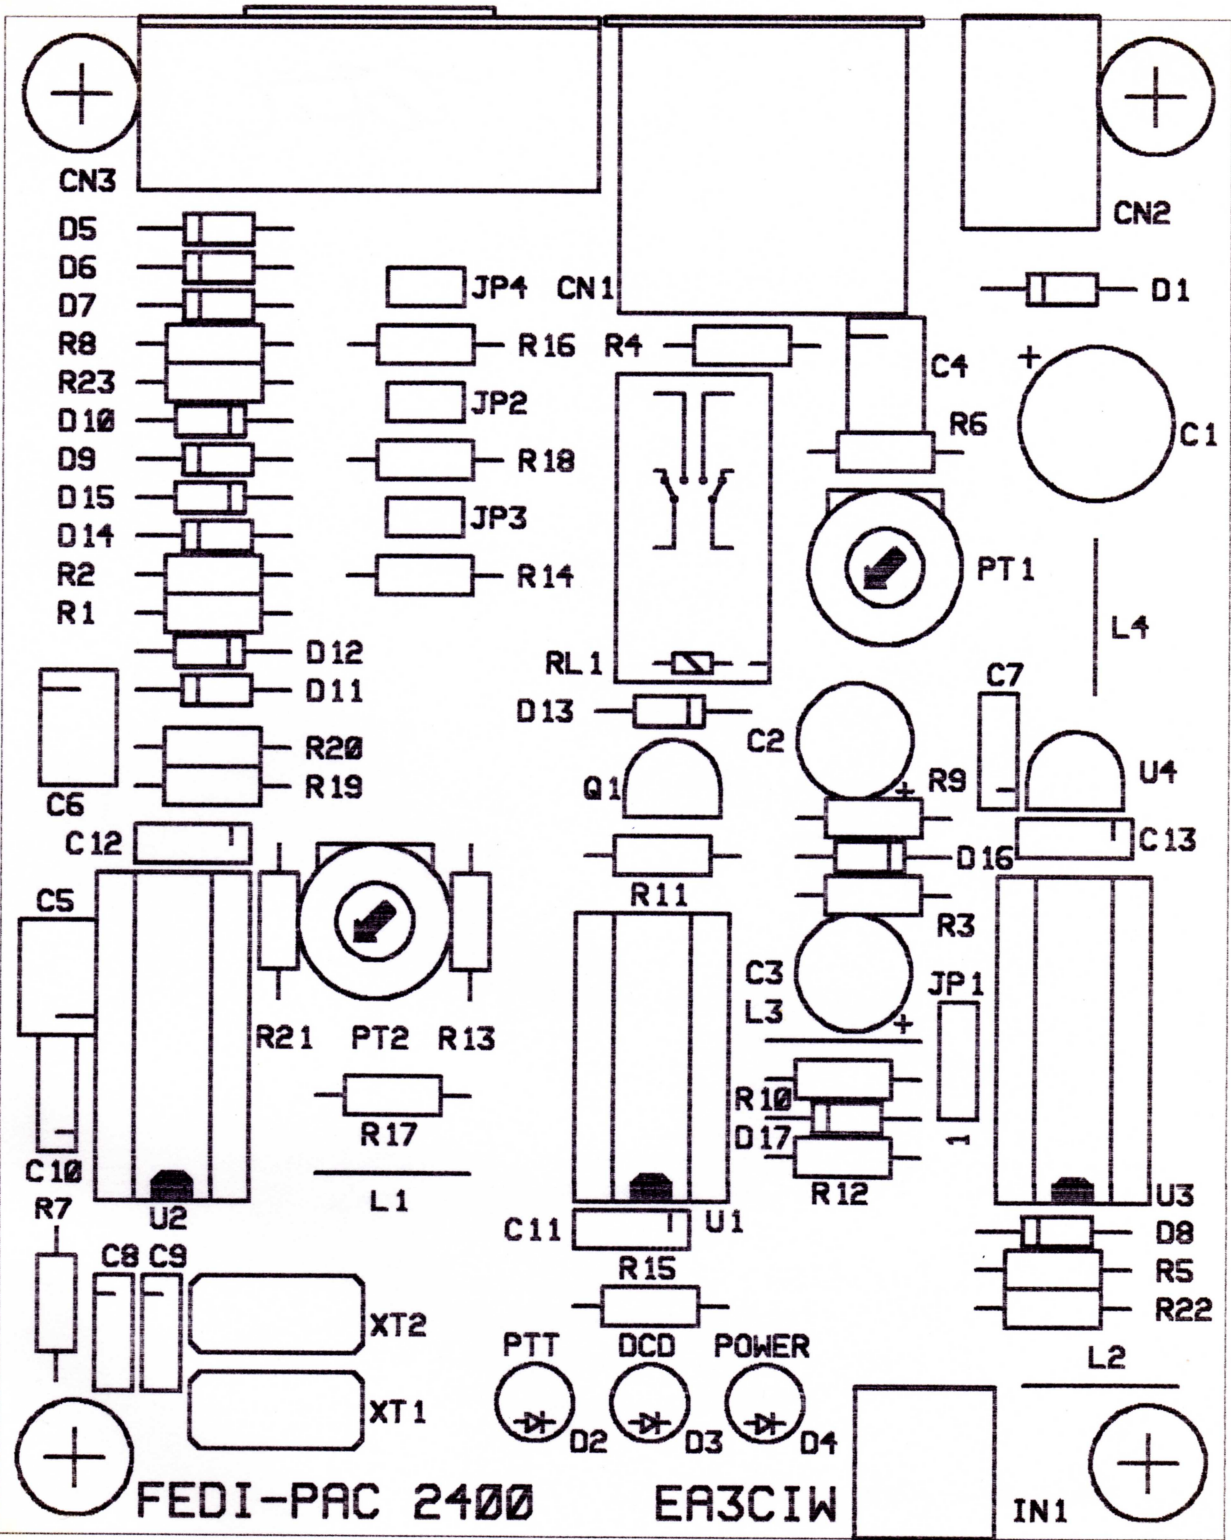 CN3
CN2
D5
D6
D7
JP4
CN1
D1
R8
R16
R4
C4
R23
JP2
R6
C1
D10
D9
R18
D15
JP3
D14
PT1
R2
R14
R1
L4
D12
RL1
C7
D11
D13
C2
R20
R9
U4
R19
Q1
C6
C12
D16
C13
R11
C5
R3
C3
JP1
L3
R21
PT2
R13
R10
R17
D17
1
C10
R12
L1
U3
R7
U2
C11
U1
D8
C8
C9
R15
R5
R22
XT2
PTT
DCD
POWER
L2
XT1
D2
D3
D4
FEDI-PAC 2400
EA3CIW
IN1